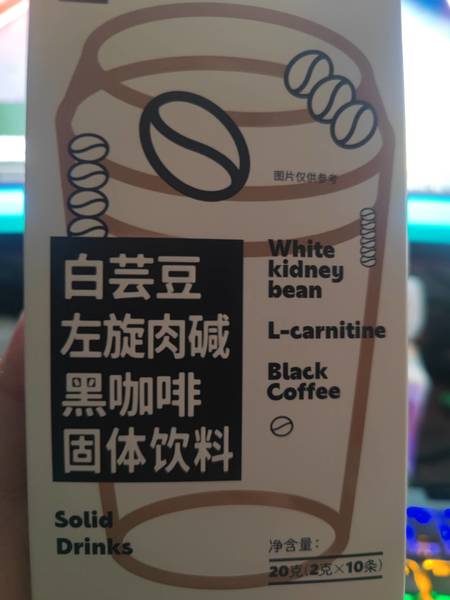 图片仅供参考
白芸豆
左旋肉碱
黑咖啡
固体饮料
White
kidney
bean
L-carnitine
Black
Coffee
Solid
Drinks
净含量：
20克(2克×10条)